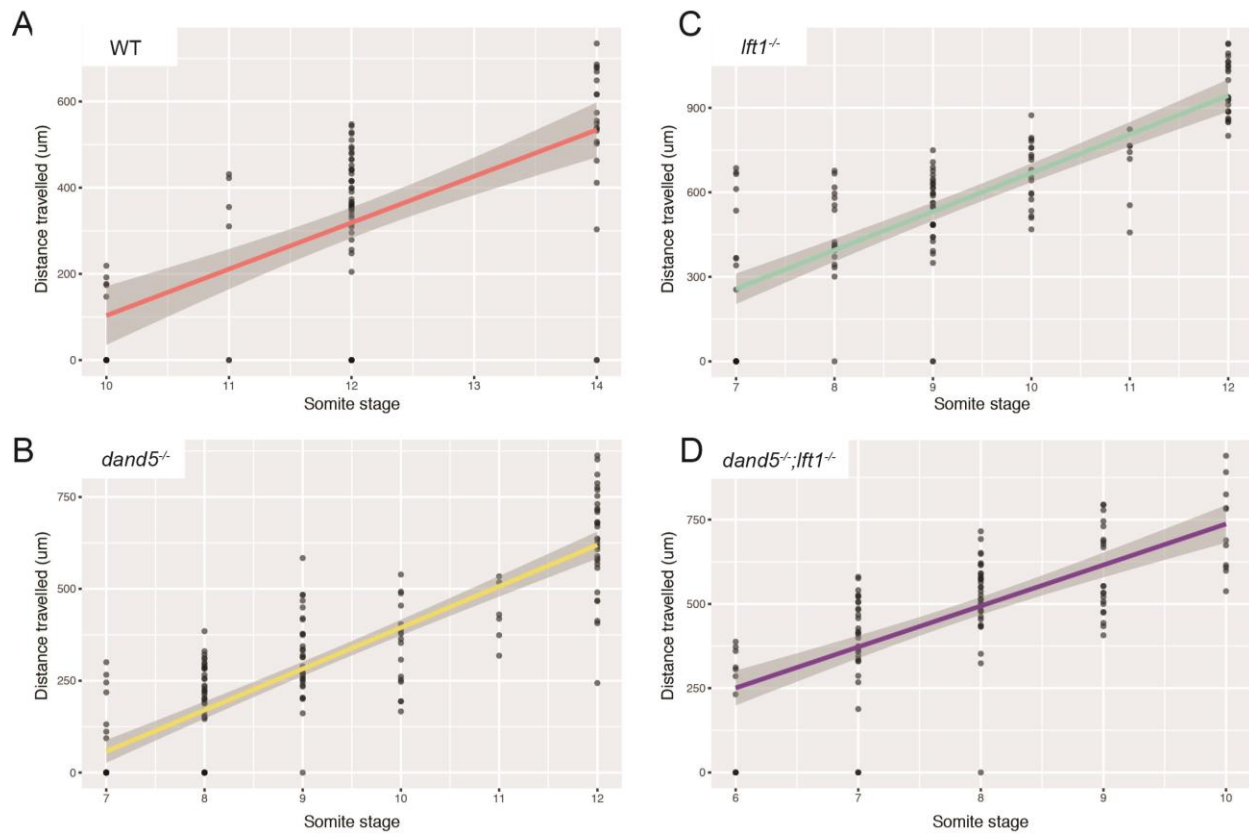 A
WT
Distance travelled (um)
600
400
200
0
10 11 12 13 14
Somite stage
B
dand5-/-
Distance travelled (um)
750
500
250
0
7 8 9 10 11 12
Somite stage
C
lft1-/-
Distance travelled (um)
900
600
300
0
7 8 9 10 11 12
Somite stage
D
dand5-/-;lft1-/-
Distance travelled (um)
750
500
250
0
6 7 8 9 10
Somite stage